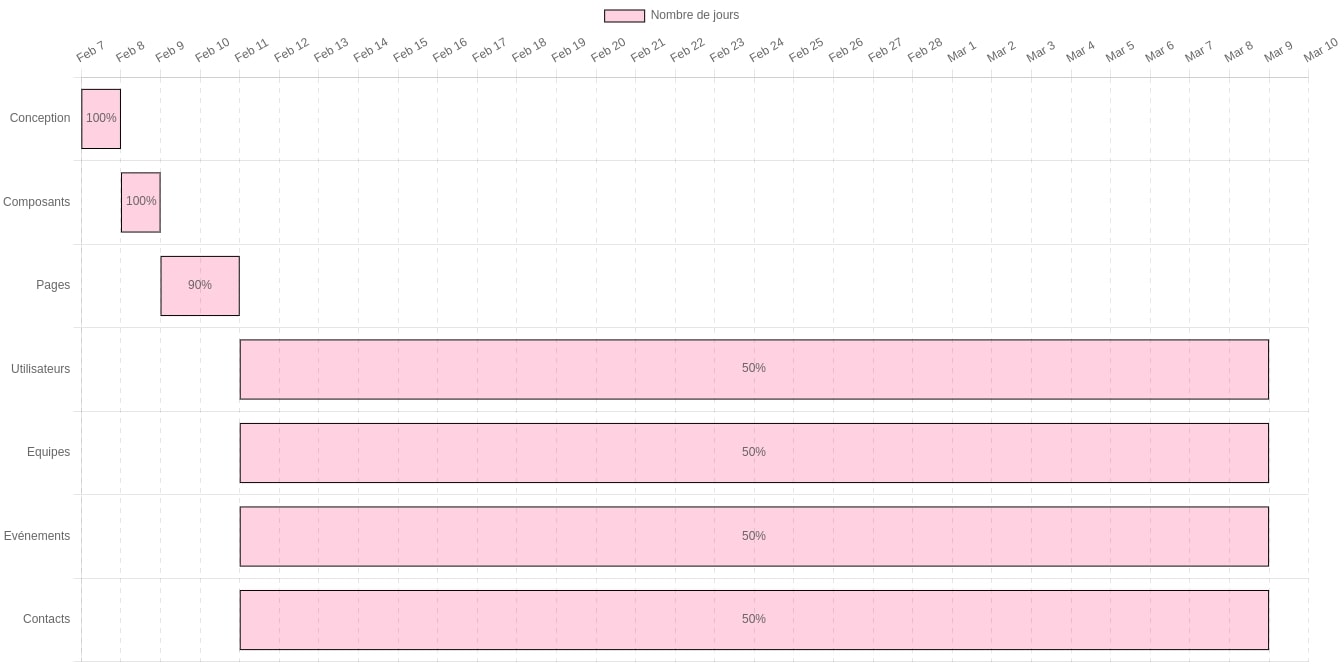 Nombre de jours
Feb 7 Feb 8 Feb 9 Feb 10 Feb 11 Feb 12 Feb 13 Feb 14 Feb 15 Feb 16 Feb 17 Feb 18 Feb 19 Feb 20 Feb 21 Feb 22 Feb 23 Feb 24 Feb 25 Feb 26 Feb 27 Feb 28 Mar 1 Mar 2 Mar 3 Mar 4 Mar 5 Mar 6 Mar 7 Mar 8 Mar 9 Mar 10
Conception 100%
Composants 100%
Pages 90%
Utilisateurs 50%
Equipes 50%
Evénements 50%
Contacts 50%